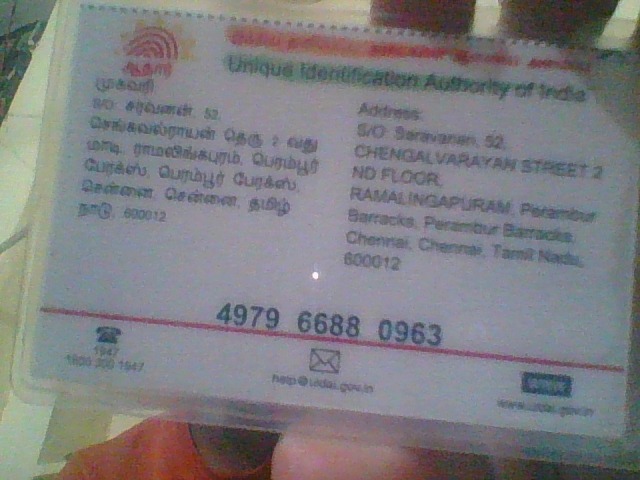 ஆதார்
Unique Identification Authority of India
முகவரி
S/O: சரவணன், 52,
செங்கல்வராயன் தெரு 2 வது
மாடி, ராமலிங்கபுரம், பெரம்பூர்
பேரக்ஸ், பெரம்பூர் பேரக்ஸ்,
சென்னை, சென்னை, தமிழ்
நாடு, 600012
Address:
S/O: Saravanan, 52,
CHENGALVARAYAN STREET 2
ND FLOOR,
RAMALINGAPURAM, Perambur
Barracks, Perambur Barracks,
Chennai, Chennai, Tamil Nadu,
600012
4979 6688 0963
1947
1800 300 1947
help@uidai.gov.in
www.uidai.gov.in